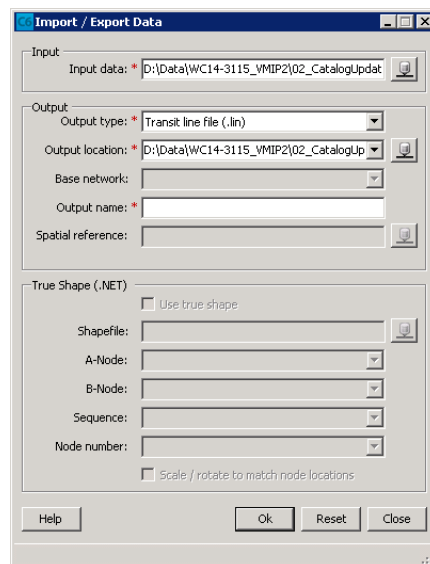 C6 Import / Export Data
Input
Input data: * D:\Data\WC14-3115_VMIP2\02_CatalogUpdat
Output
Output type: * Transit line file (.lin)
Output location: * D:\Data\WC14-3115_VMIP2\02_CatalogUp
Base network:
Output name: *
Spatial reference:
True Shape (.NET)
Use true shape
Shapefile:
A-Node:
B-Node:
Sequence:
Node number:
Scale / rotate to match node locations
Help Ok Reset Close